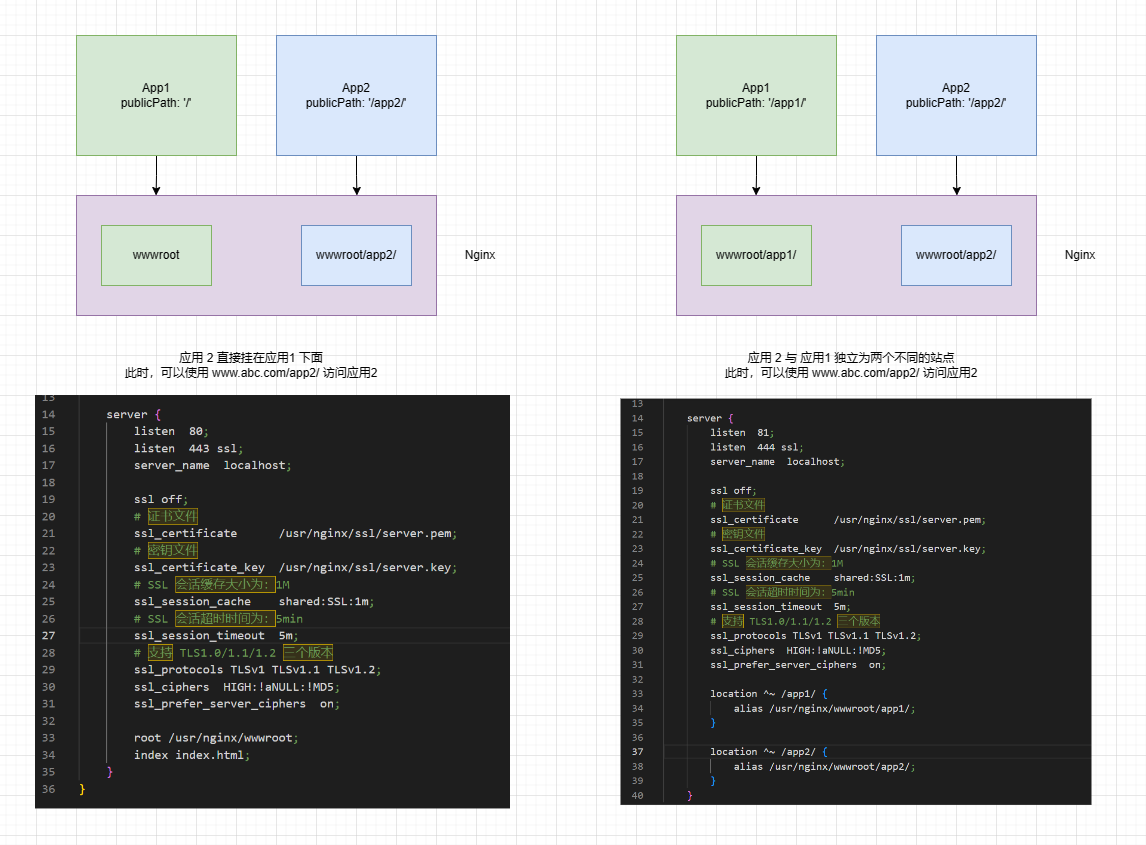 App1
publicPath: '/'
App2
publicPath: '/app2/'
wwwroot
wwwroot/app2/
Nginx
应用 2 直接挂在应用1 下面
此时，可以使用 www.abc.com/app2/ 访问应用2
13
14 server {
15 listen 80;
16 listen 443 ssl;
17 server_name localhost;
18
19 ssl off;
20 # 证书文件
21 ssl_certificate /usr/nginx/ssl/server.pem;
22 # 密钥文件
23 ssl_certificate_key /usr/nginx/ssl/server.key;
24 # SSL 会话缓存大小为：1M
25 ssl_session_cache shared:SSL:1m;
26 # SSL 会话超时时间为：5min
27 ssl_session_timeout 5m;
28 # 支持 TLS1.0/1.1/1.2 三个版本
29 ssl_protocols TLSv1 TLSv1.1 TLSv1.2;
30 ssl_ciphers HIGH:!aNULL:!MD5;
31 ssl_prefer_server_ciphers on;
32
33 root /usr/nginx/wwwroot;
34 index index.html;
35 }
36 }
App1
publicPath: '/app1/'
App2
publicPath: '/app2/'
wwwroot/app1/
wwwroot/app2/
Nginx
应用 2 与 应用1 独立为两个不同的站点
此时，可以使用 www.abc.com/app2/ 访问应用2
13
14 server {
15 listen 81;
16 listen 444 ssl;
17 server_name localhost;
18
19 ssl off;
20 # 证书文件
21 ssl_certificate /usr/nginx/ssl/server.pem;
22 # 密钥文件
23 ssl_certificate_key /usr/nginx/ssl/server.key;
24 # SSL 会话缓存大小为：1M
25 ssl_session_cache shared:SSL:1m;
26 # SSL 会话超时时间为：5min
27 ssl_session_timeout 5m;
28 # 支持 TLS1.0/1.1/1.2 三个版本
29 ssl_protocols TLSv1 TLSv1.1 TLSv1.2;
30 ssl_ciphers HIGH:!aNULL:!MD5;
31 ssl_prefer_server_ciphers on;
32
33 location ^~ /app1/ {
34 alias /usr/nginx/wwwroot/app1/;
35 }
36
37 location ^~ /app2/ {
38 alias /usr/nginx/wwwroot/app2/;
39 }
40 }